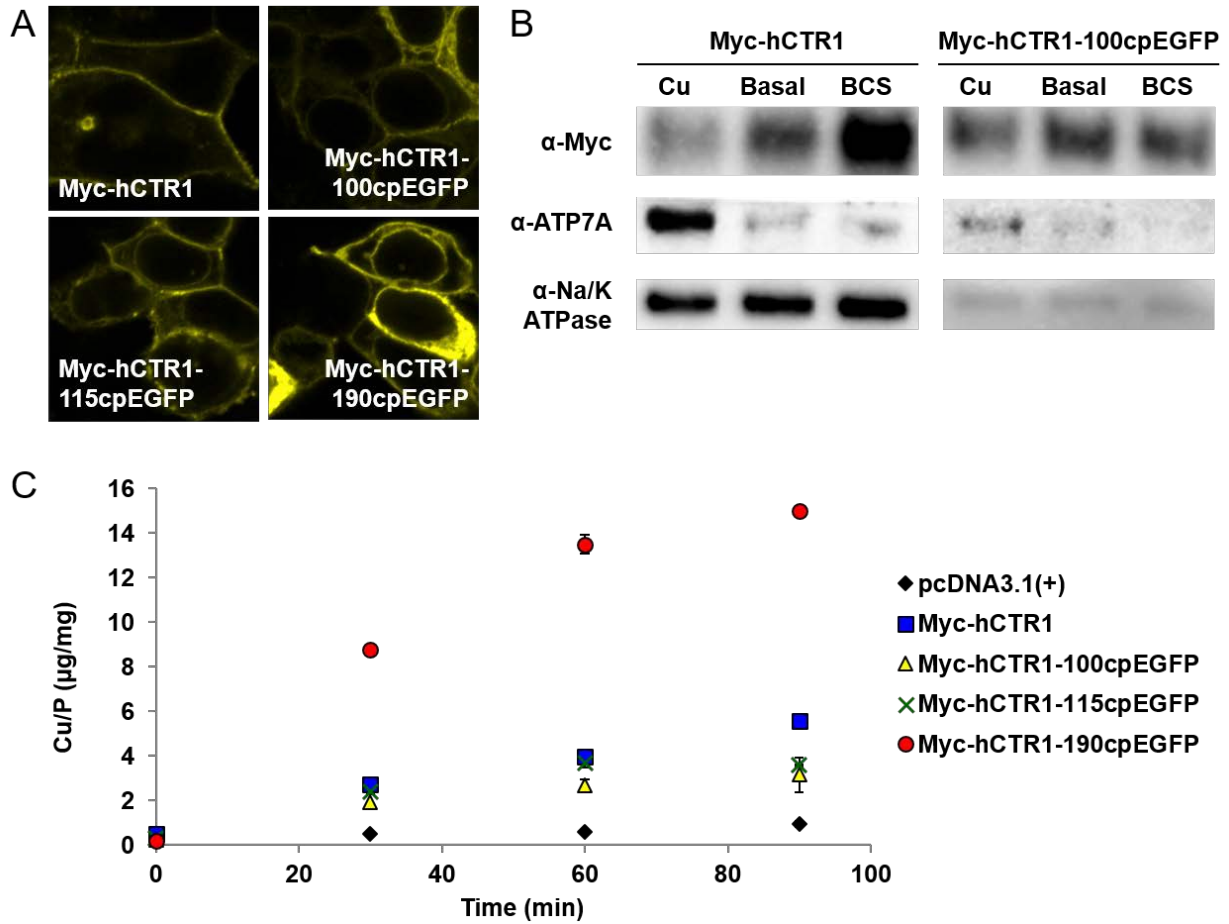 A
Myc-hCTR1
Myc-hCTR1-
100cpEGFP
Myc-hCTR1-
115cpEGFP
Myc-hCTR1-
190cpEGFP
B
Myc-hCTR1
Myc-hCTR1-100cpEGFP
Cu Basal BCS
Cu Basal BCS
α-Myc
α-ATP7A
α-Na/K
ATPase
C
Cu/P (μg/mg)
16
14
12
10
8
6
4
2
0
0 20 40 60 80 100
Time (min)
pcDNA3.1(+)
Myc-hCTR1
Myc-hCTR1-100cpEGFP
Myc-hCTR1-115cpEGFP
Myc-hCTR1-190cpEGFP